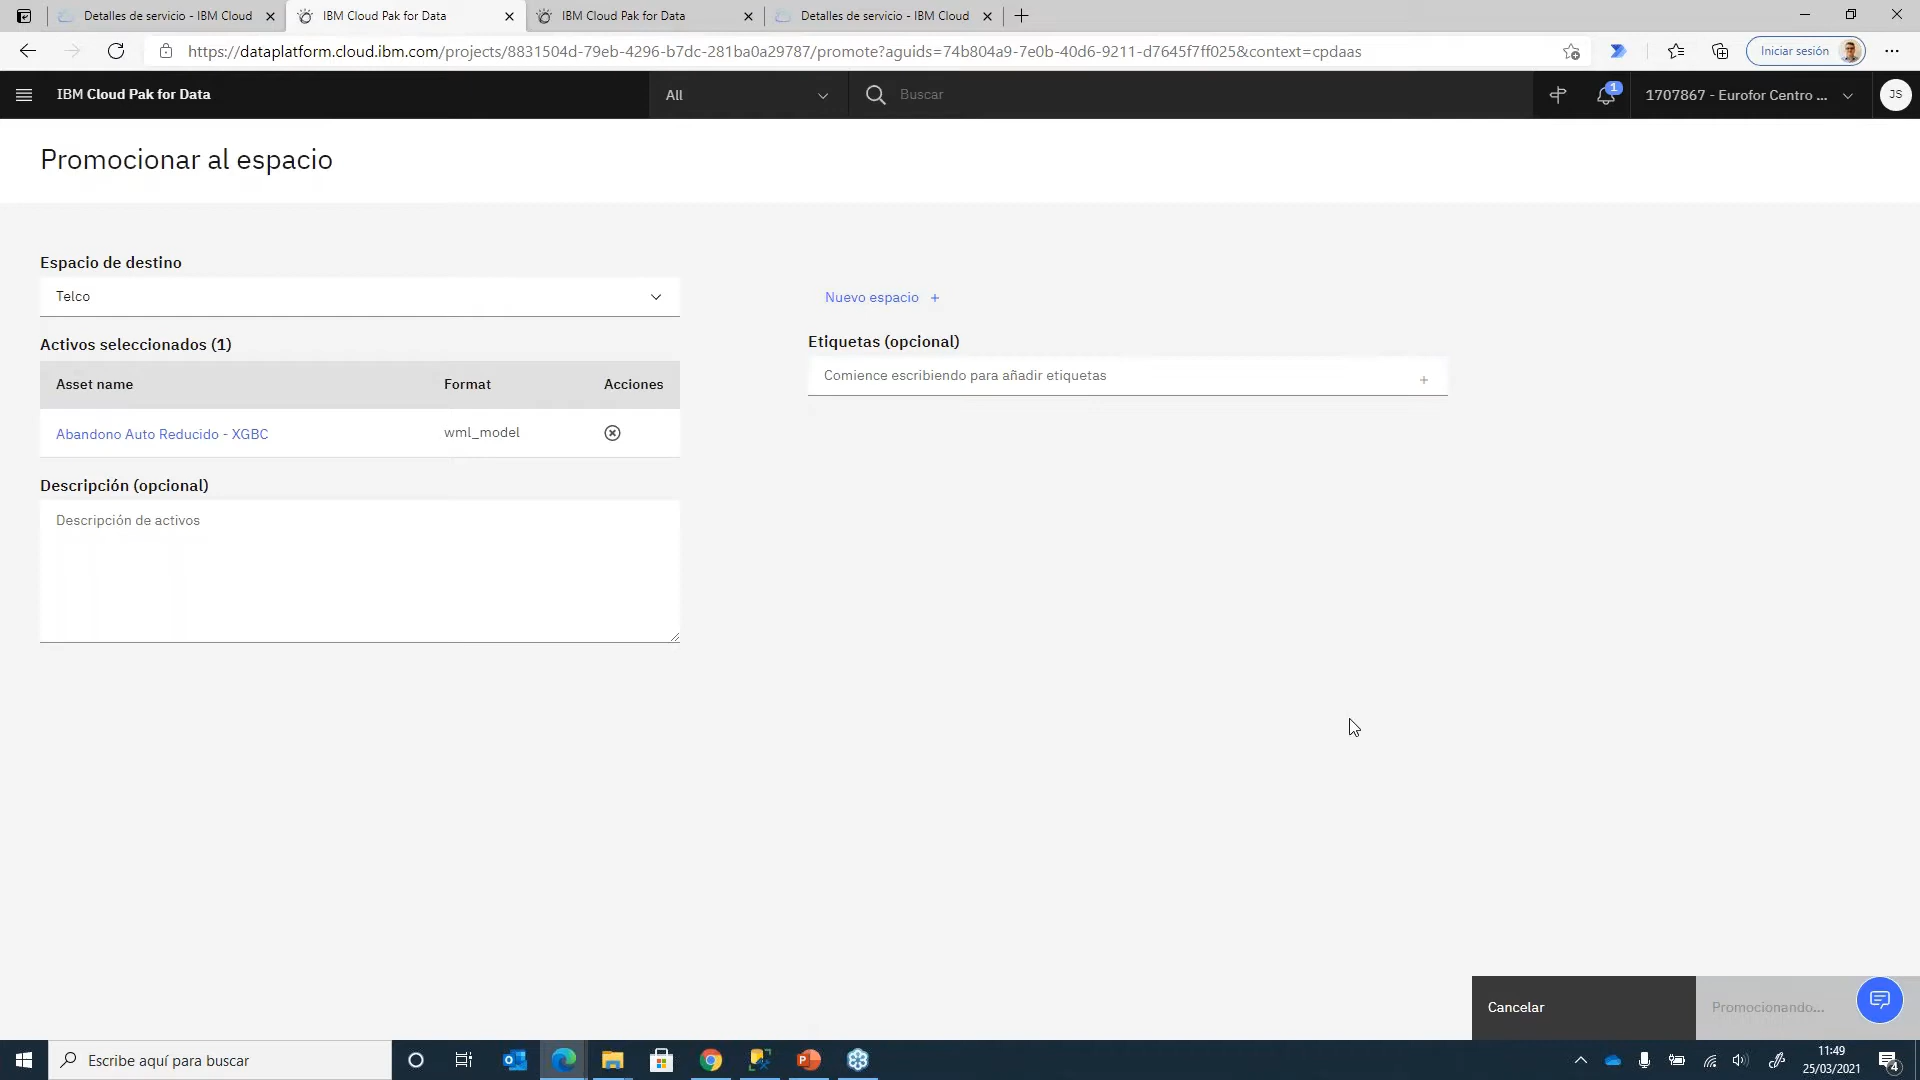 Detalles de servicio - IBM Cloud
IBM Cloud Pak for Data
IBM Cloud Pak for Data
Detalles de servicio - IBM Cloud
https://dataplatform.cloud.ibm.com/projects/8831504d-79eb-4296-b7dc-281ba0a29787/promote?aguids=74b804a9-7e0b-40d6-9211-d7645f7ff025&context=cpdaas
Iniciar sesión
IBM Cloud Pak for Data
All
Buscar
1
1707867 - Eurofor Centro ...
JS
Promocionar al espacio
Espacio de destino
Telco
Nuevo espacio +
Activos seleccionados (1)
Etiquetas (opcional)
Comience escribiendo para añadir etiquetas
Asset name Format Acciones
Abandono Auto Reducido - XGBC wml_model
Descripción (opcional)
Descripción de activos
Cancelar
Promocionando...
Escribe aquí para buscar
11:49
25/03/2021
4